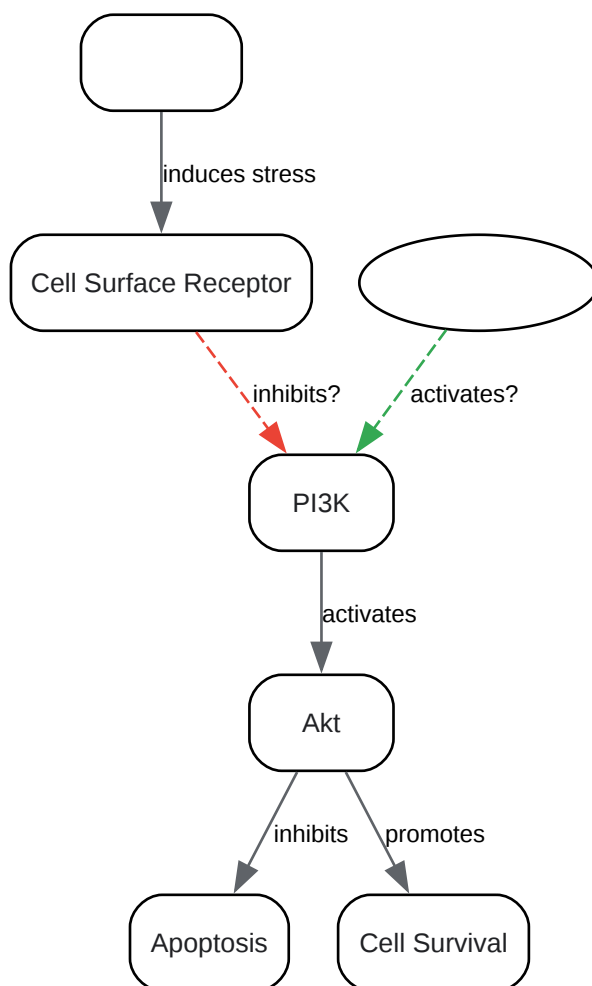 induces stress
Cell Surface Receptor
inhibits?
activates?
PI3K
activates
Akt
inhibits
promotes
Apoptosis
Cell Survival